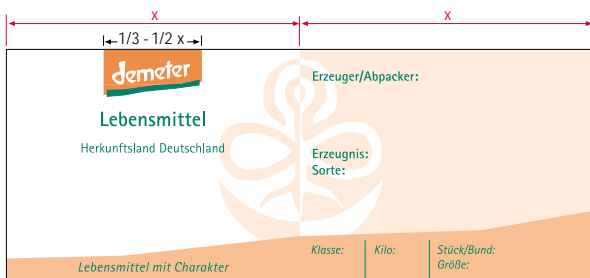 x x
1/3 - 1/2 x
demeter
Lebensmittel
Herkunftsland Deutschland
Erzeuger/Abpacker:
Erzeugnis:
Sorte:
Klasse: Kilo: Stück/Bund:
Größe:
Lebensmittel mit Charakter